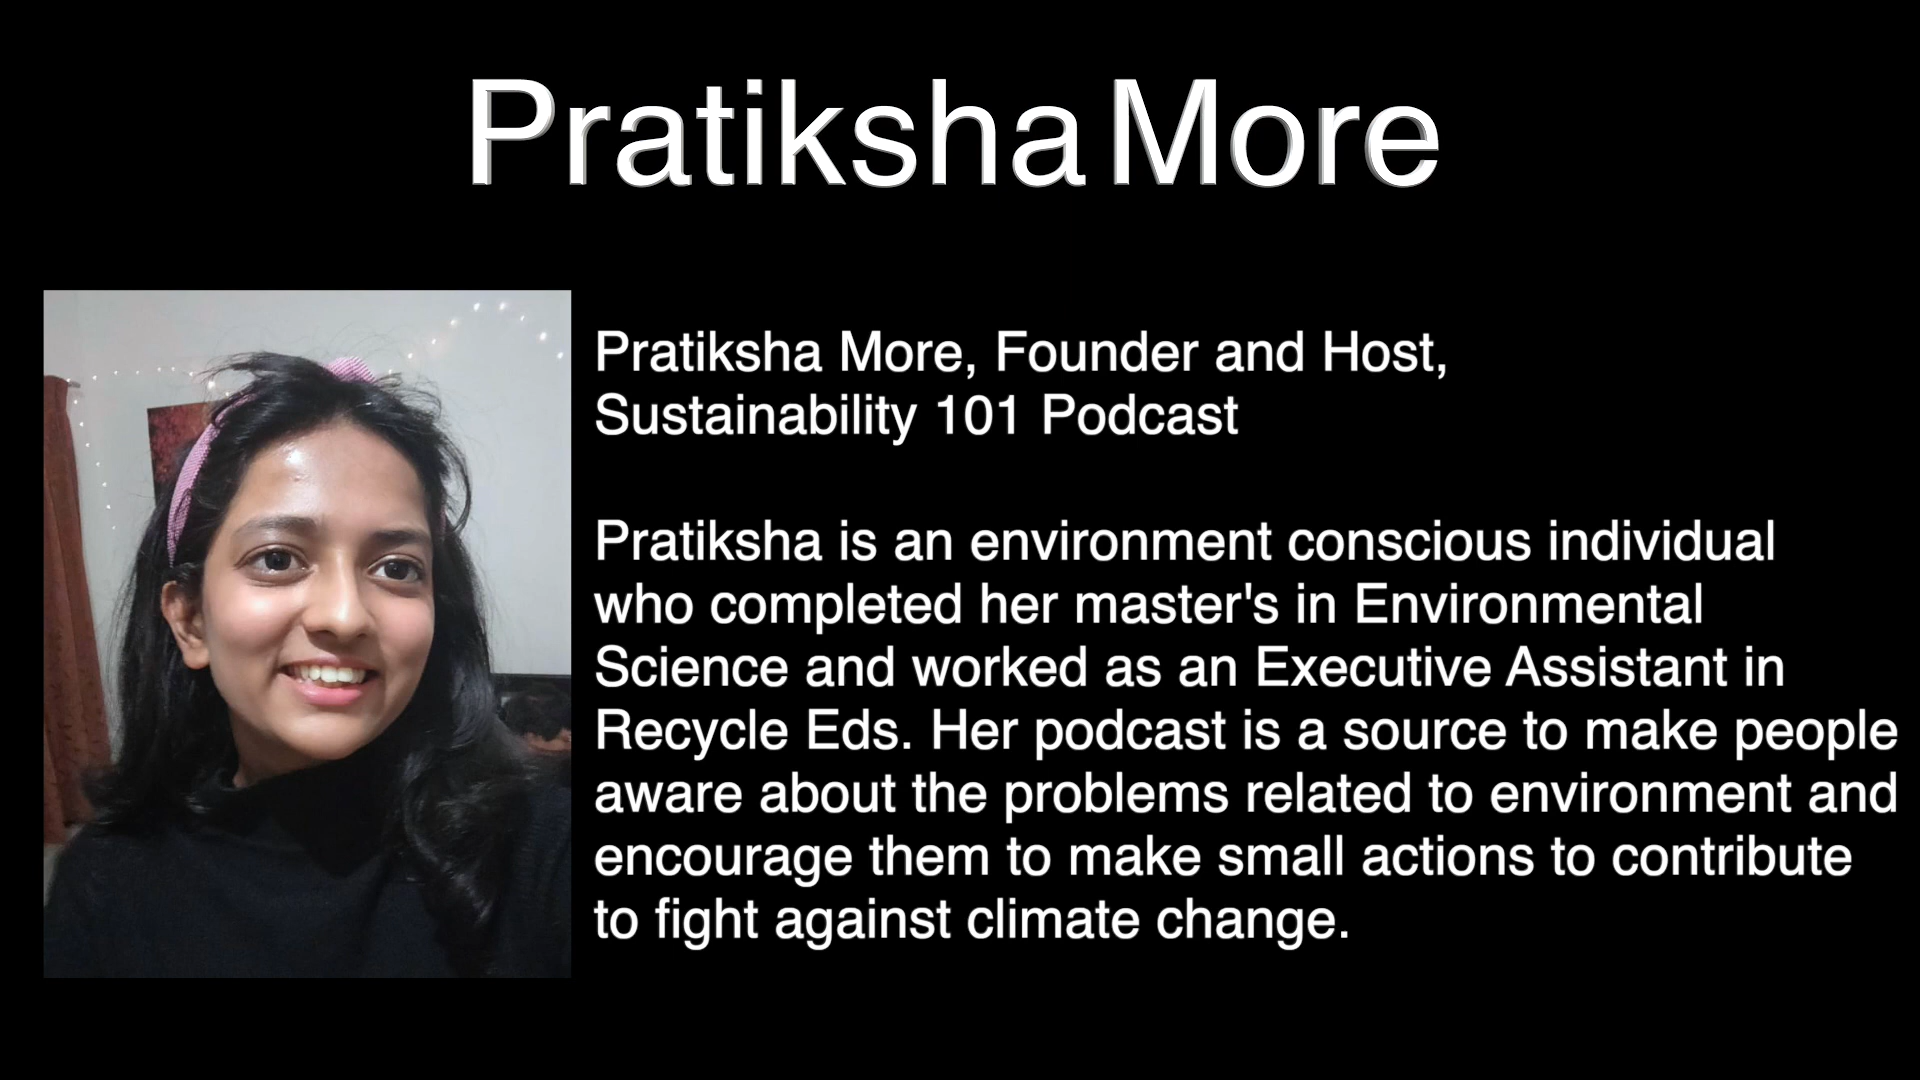 Pratiksha More
Pratiksha More, Founder and Host,
Sustainability 101 Podcast
Pratiksha is an environment conscious individual
who completed her master's in Environmental
Science and worked as an Executive Assistant in
Recycle Eds. Her podcast is a source to make people
aware about the problems related to environment and
encourage them to make small actions to contribute
to fight against climate change.